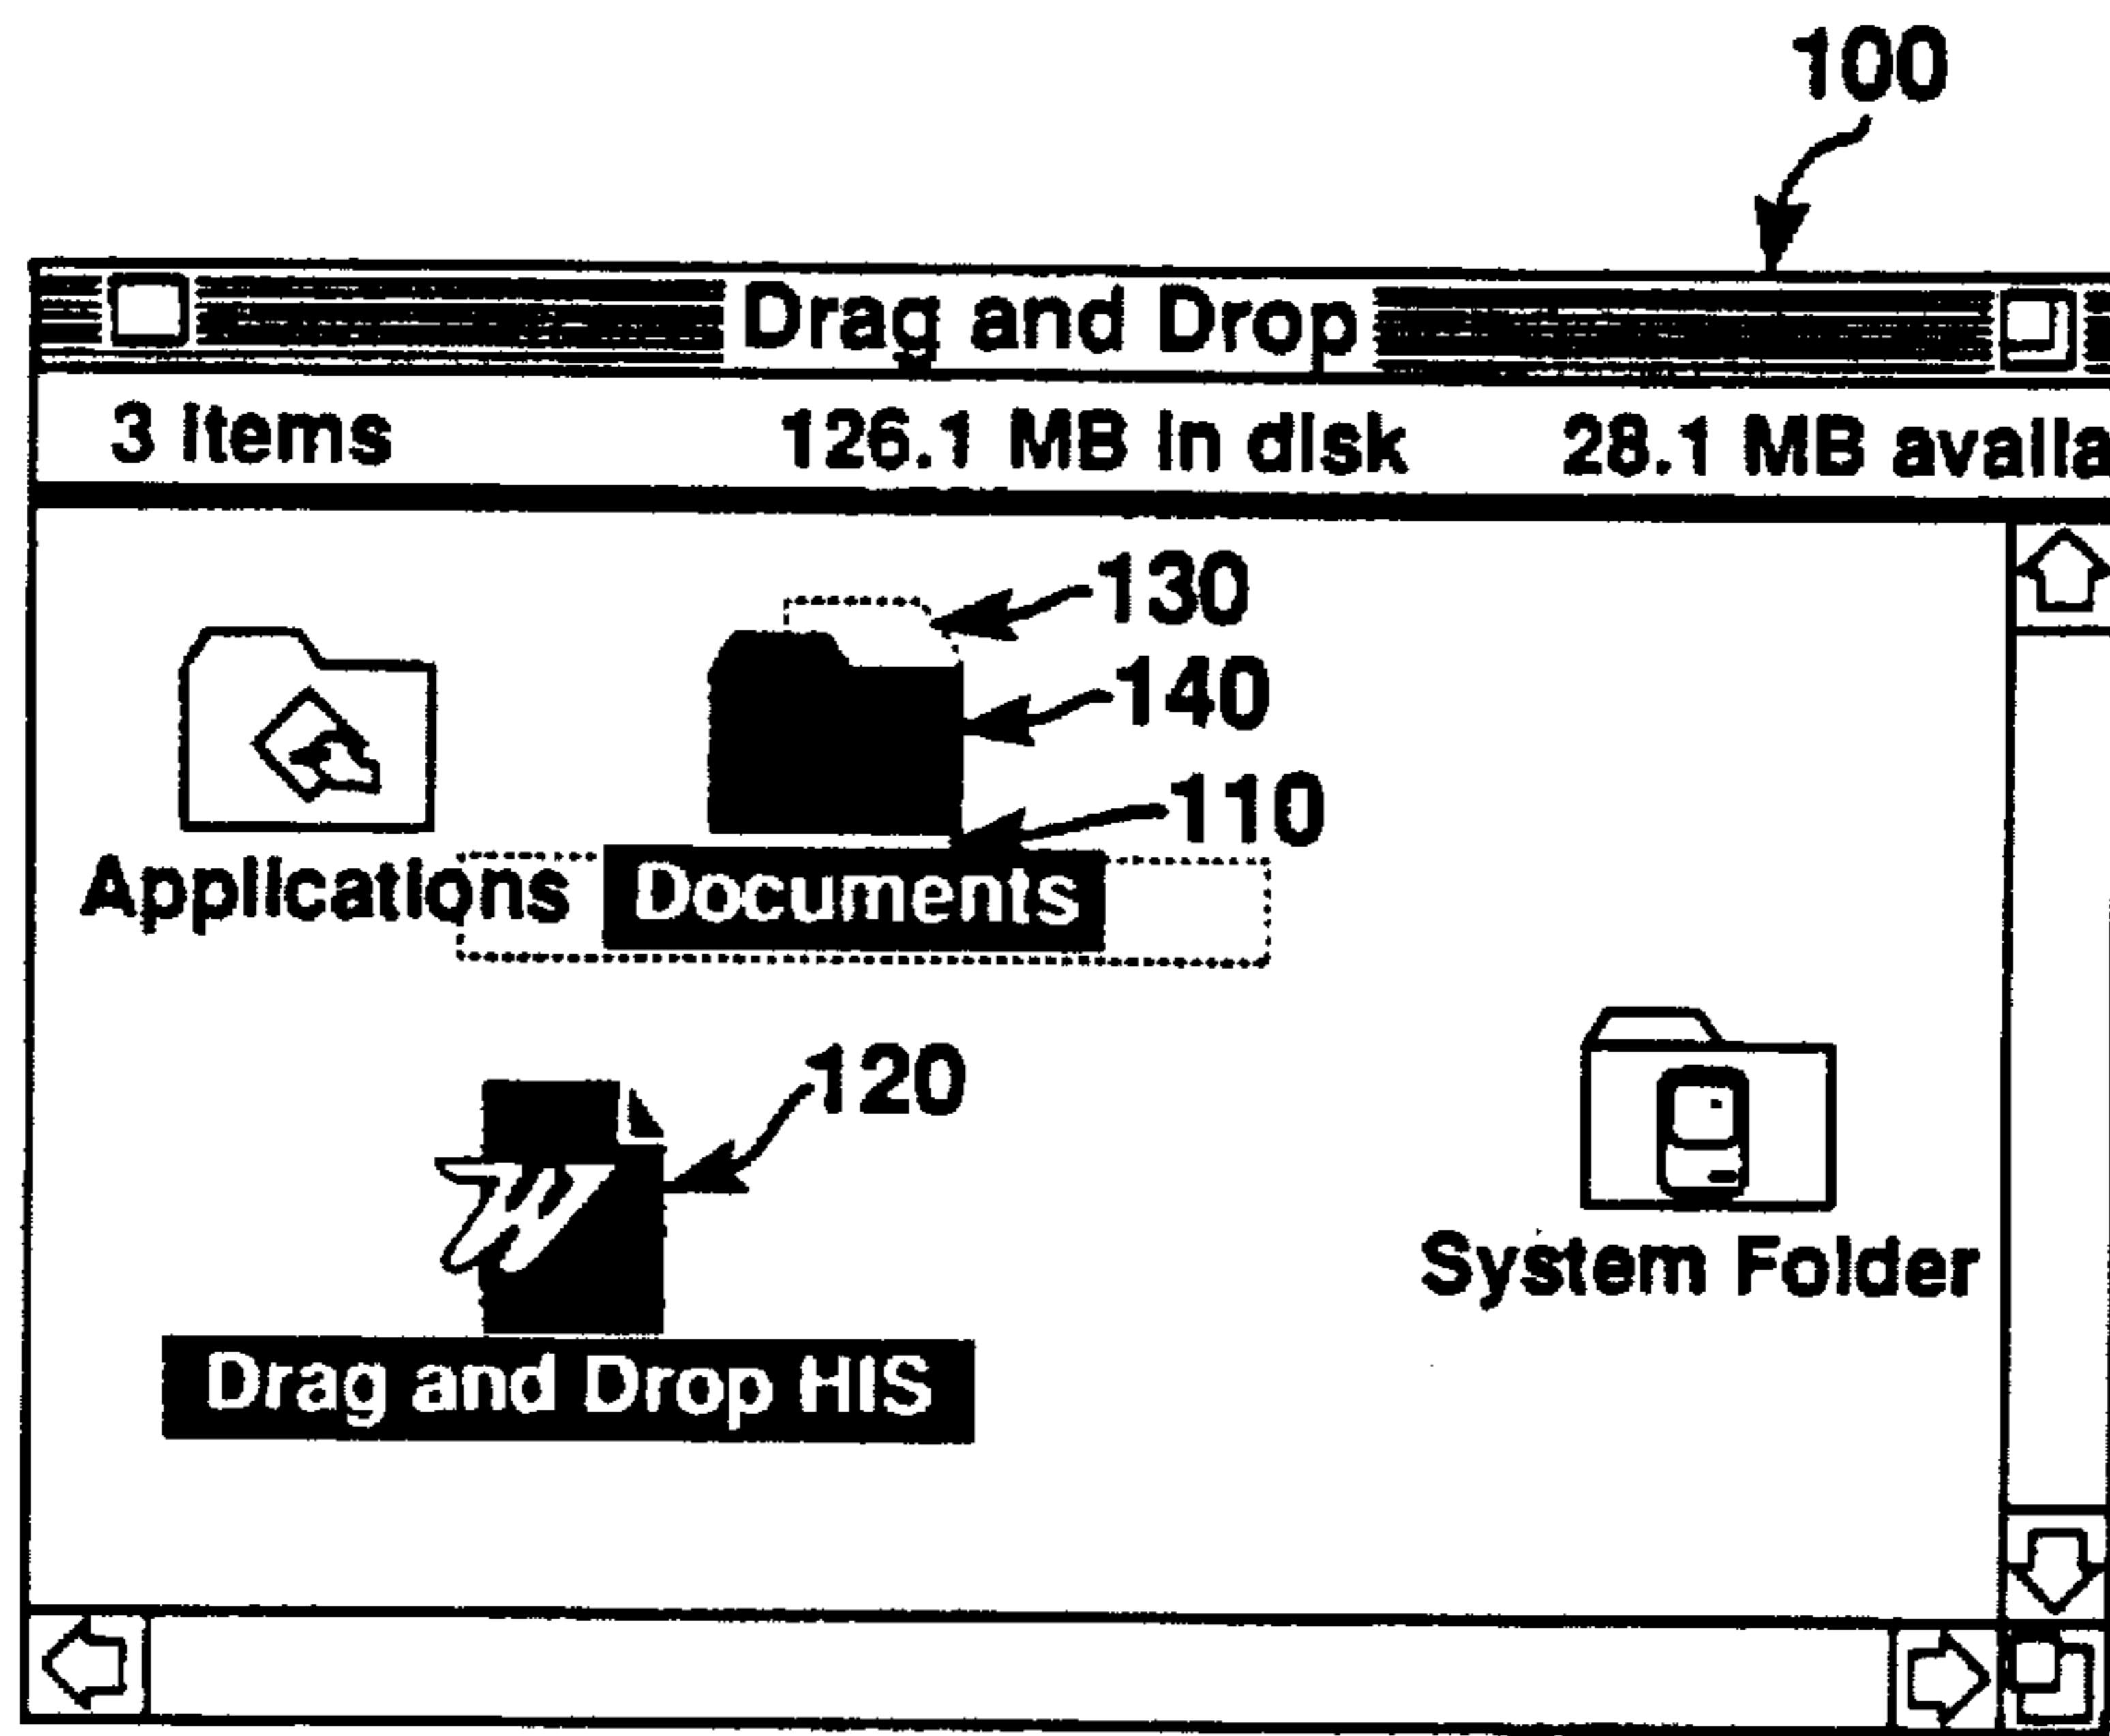 100
Drag and Drop
3 items 126.1 MB in disk 28.1 MB availa
130
140
110
Applications Documents
120
System Folder
Drag and Drop HIS